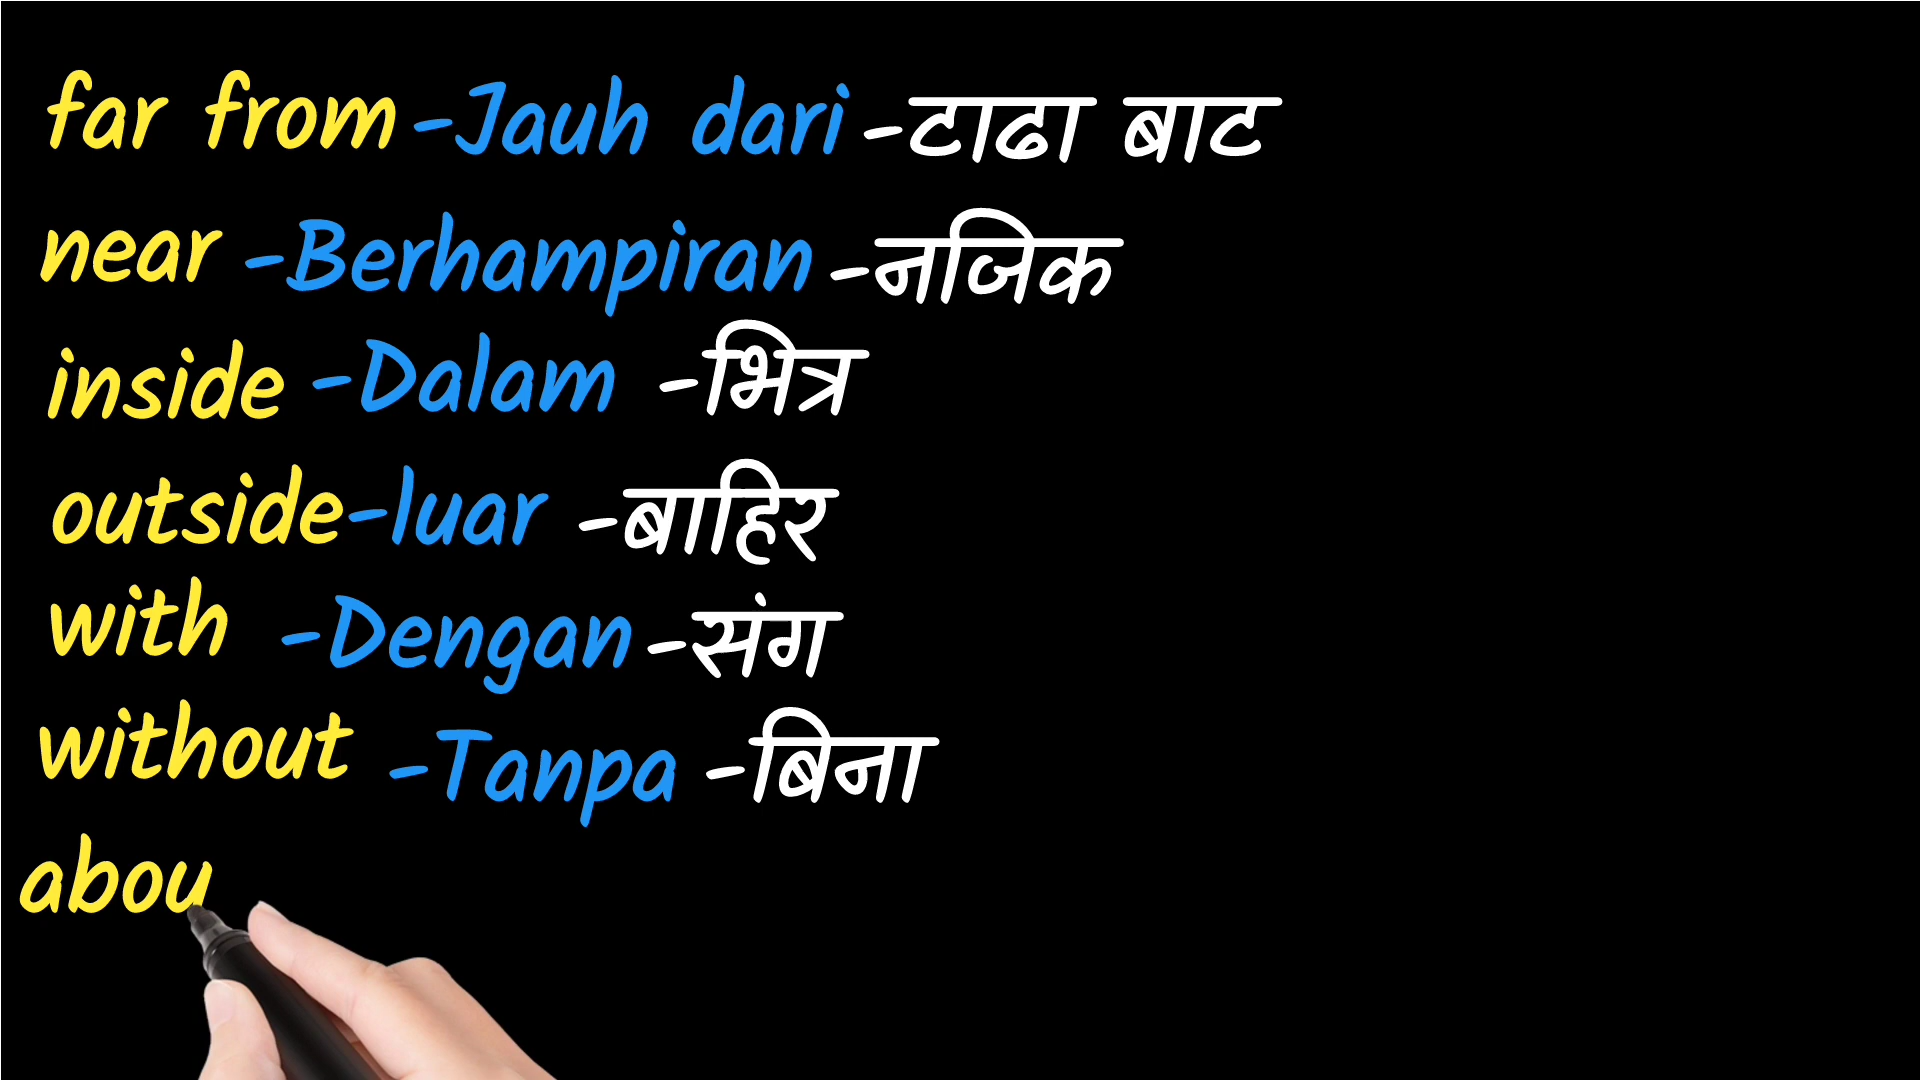 far from -Jauh dari -टाढा बाट
near -Berhampiran -नजिक
inside -Dalam -भित्र
outside-luar -बाहिर
with -Dengan -संग
without -Tanpa -बिना
abou